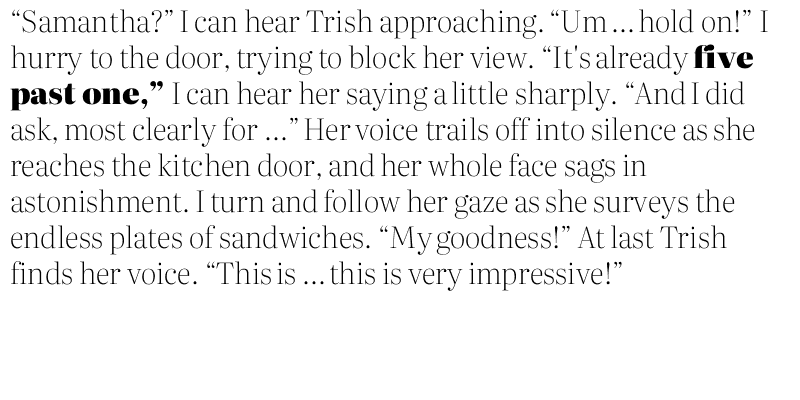 “Samantha?” I can hear Trish approaching. “Um … hold on!” I
hurry to the door, trying to block her view. “It's already five
past one,” I can hear her saying a little sharply. “And I did
ask, most clearly for …” Her voice trails off into silence as she
reaches the kitchen door, and her whole face sags in
astonishment. I turn and follow her gaze as she surveys the
endless plates of sandwiches. “My goodness!” At last Trish
finds her voice. “This is … this is very impressive!”